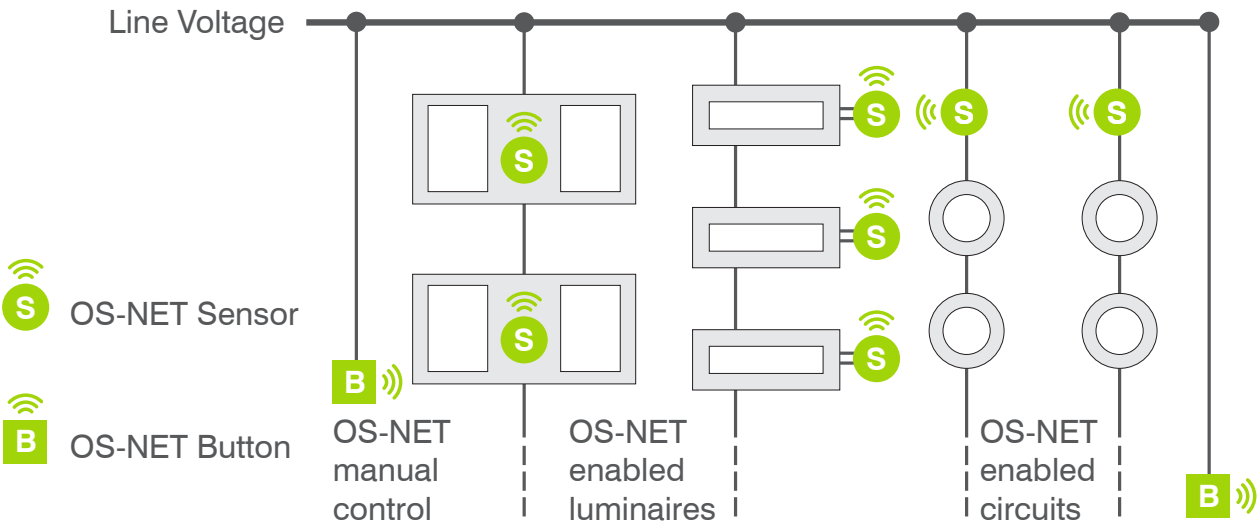 Line Voltage
S
S
S
S
S
S
S
S
OS-NET Sensor
S
B
B
OS-NET Button
OS-NET
manual
control
OS-NET
enabled
luminaires
OS-NET
enabled
circuits
B